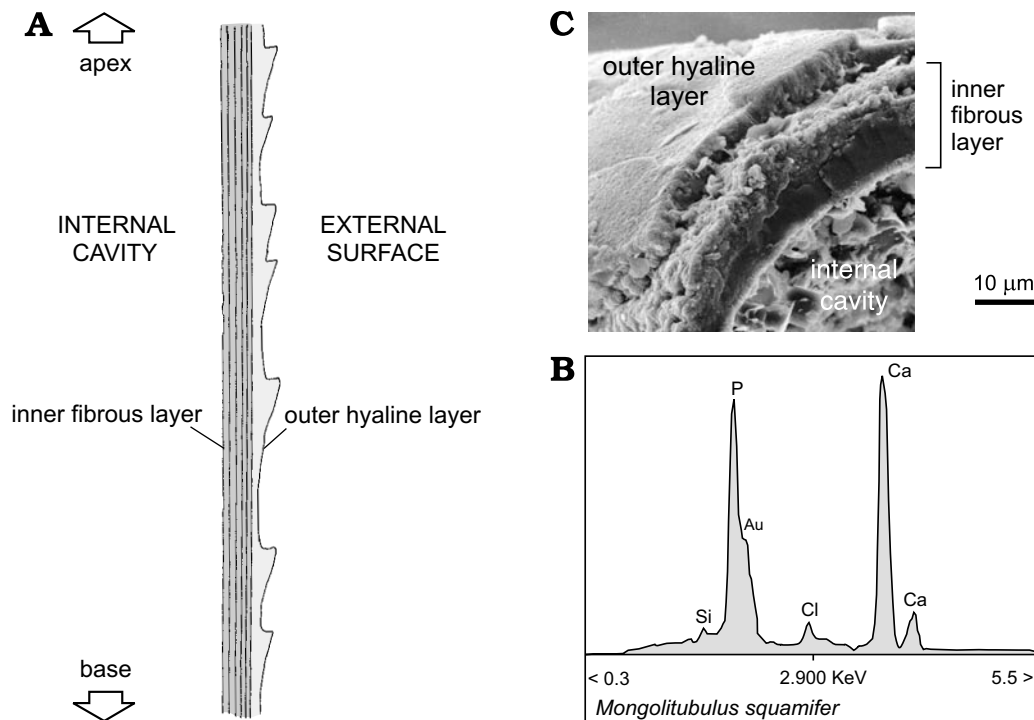 A
apex
INTERNAL
CAVITY
EXTERNAL
SURFACE
inner fibrous layer
outer hyaline layer
base
C
outer hyaline
layer
inner
fibrous
layer
internal
cavity
10 μm
B
P
Au
Si
Cl
Ca
Ca
< 0.3
2.900 KeV
5.5 >
Mongolitubulus squamifer